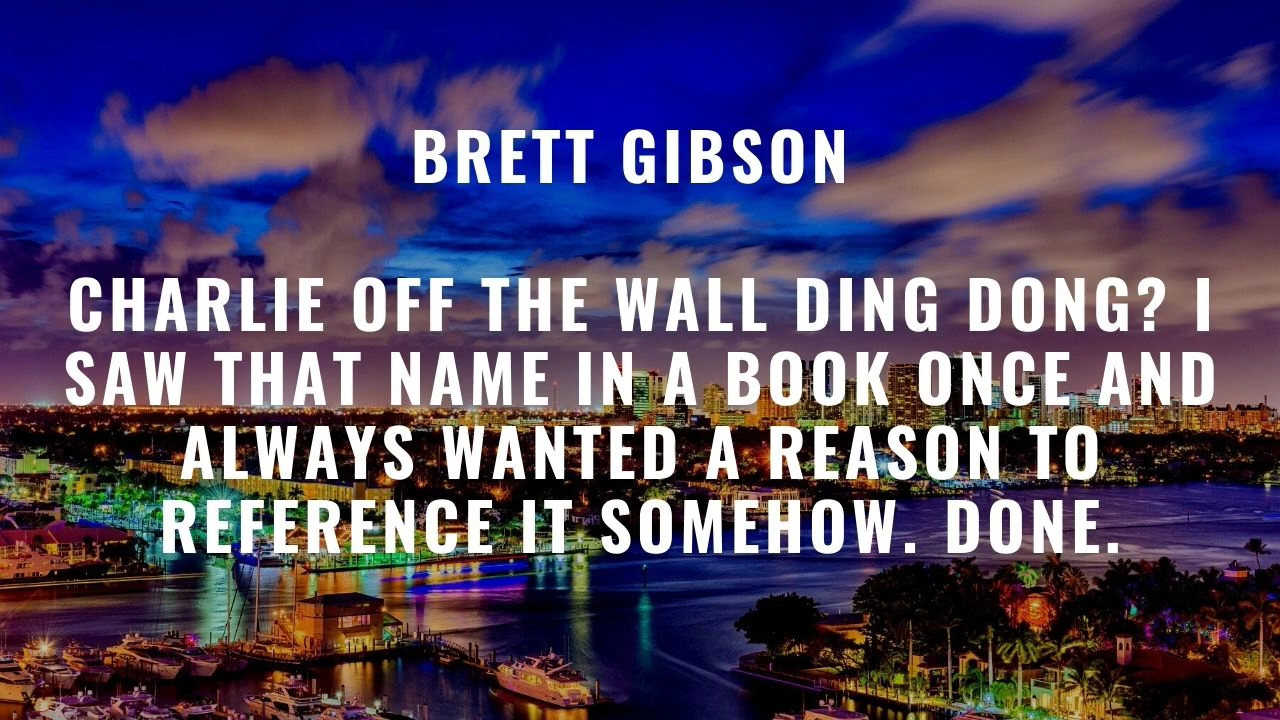 BRETT GIBSON
CHARLIE OFF THE WALL DING DONG? I
SAW THAT NAME IN A BOOK ONCE AND
ALWAYS WANTED A REASON TO
REFERENCE IT SOMEHOW. DONE.